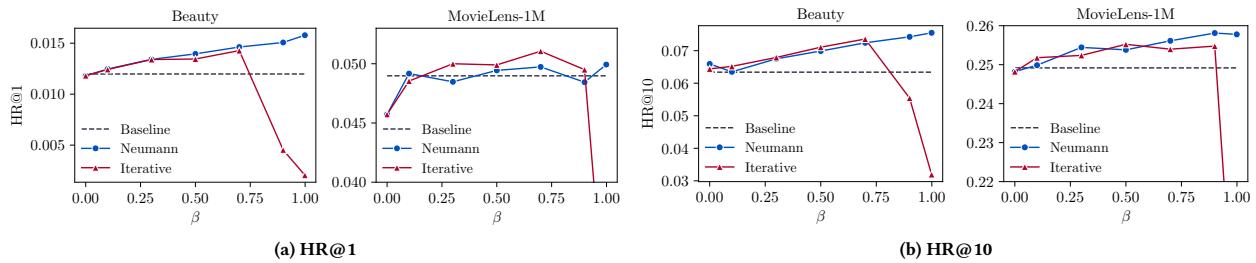 Beauty
0.015
0.010
0.005
HR@1
Baseline
Neumann
Iterative
0.00 0.25 0.50 0.75 1.00
β
MovieLens-1M
0.050
0.045
0.040
Baseline
Neumann
Iterative
0.00 0.25 0.50 0.75 1.00
β
(a) HR@1
Beauty
0.07
0.06
0.05
0.04
0.03
HR@10
Baseline
Neumann
Iterative
0.00 0.25 0.50 0.75 1.00
β
MovieLens-1M
0.26
0.25
0.24
0.23
0.22
Baseline
Neumann
Iterative
0.00 0.25 0.50 0.75 1.00
β
(b) HR@10